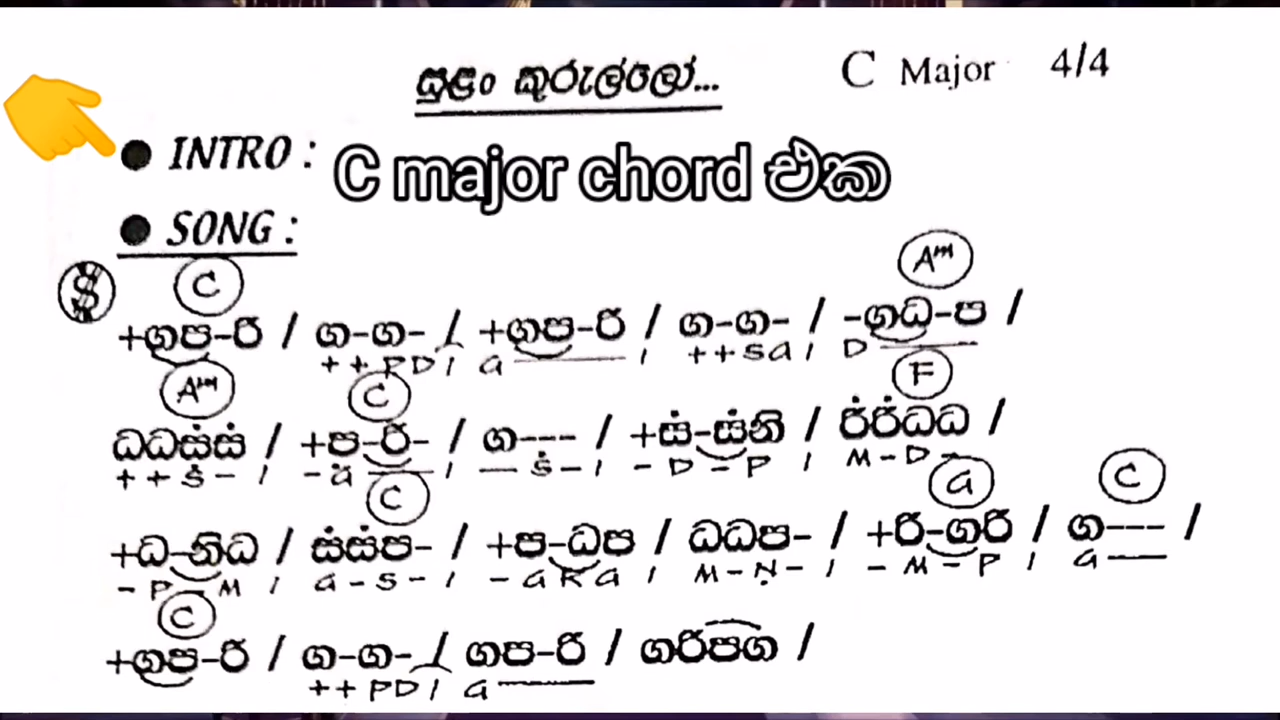 සුළං කුරුල්ලෝ... C Major 4/4
● INTRO : C major chord එක
● SONG :
$ C Am
+ගප-රි / ග-ග- / +ගප-රි / ග-ග- / -ගධ-ප /
++PD / G / ++SG / D
Am C F
ධධස්ස් / +ප-රි- / ග--- / +ස්-ස්නි / රි්රි්ධධ /
++S- / -G / — S- / -D-P / M-D-
C G C
+ධ-නිධ / ස්ස්ප- / +ප-ධප / ධධප- / +රි-ගරි / ග--- /
-P-M / G-S- / -GRG / M-N- / -M-P / G
C
+ගප-රි / ග-ග- / ගප-රි / ගරිපග /
++PD / G